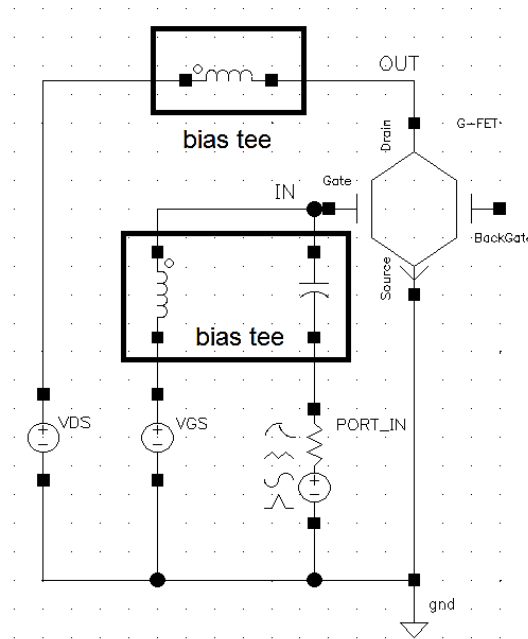 OUT
Drain
G-FET
bias tee
Gate
IN
BackGate
Source
bias tee
VDS
VGS
PORT_IN
gnd